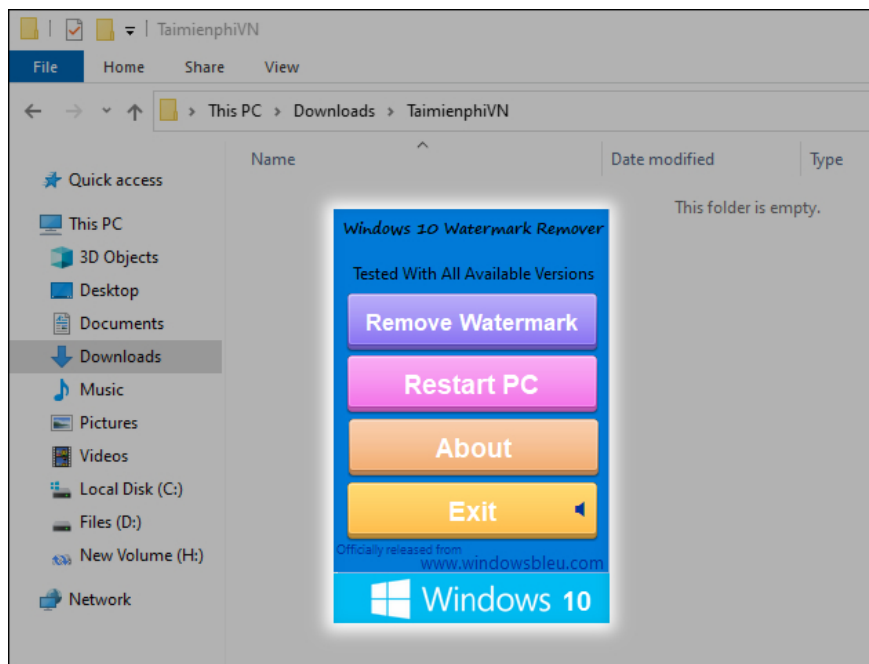 TaimienphiVN
File Home Share View
This PC Downloads TaimienphiVN
Name Date modified Type
This folder is empty.
Quick access
This PC
3D Objects
Desktop
Documents
Downloads
Music
Pictures
Videos
Local Disk (C:)
Files (D:)
New Volume (H:)
Network
Windows 10 Watermark Remover
Tested With All Available Versions
Remove Watermark
Restart PC
About
Exit
Officially released from
www.windowsbleu.com
Windows 10